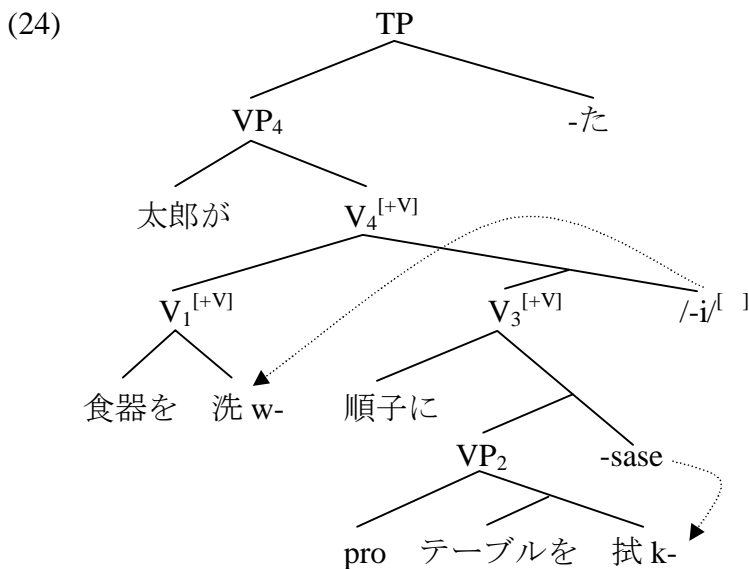 (24)
TP
VP₄ -た
太郎が V₄[+V]
V₁[+V] V₃[+V] /-i/[ ]
食器を 洗 w- 順子に
VP₂ -sase
pro テーブルを 拭 k-